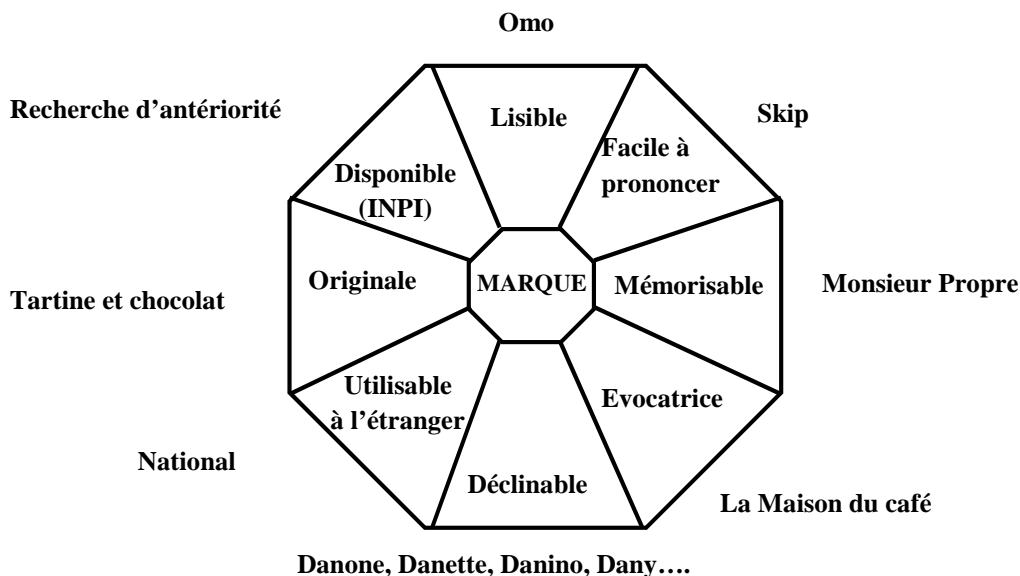 Omo
Recherche d'antériorité
Lisible
Skip
Facile à
prononcer
Disponible
(INPI)
Originale
MARQUE
Mémorisable
Monsieur Propre
Tartine et chocolat
Utilisable
à l'étranger
Evocatrice
National
Déclinable
La Maison du café
Danone, Danette, Danino, Dany….